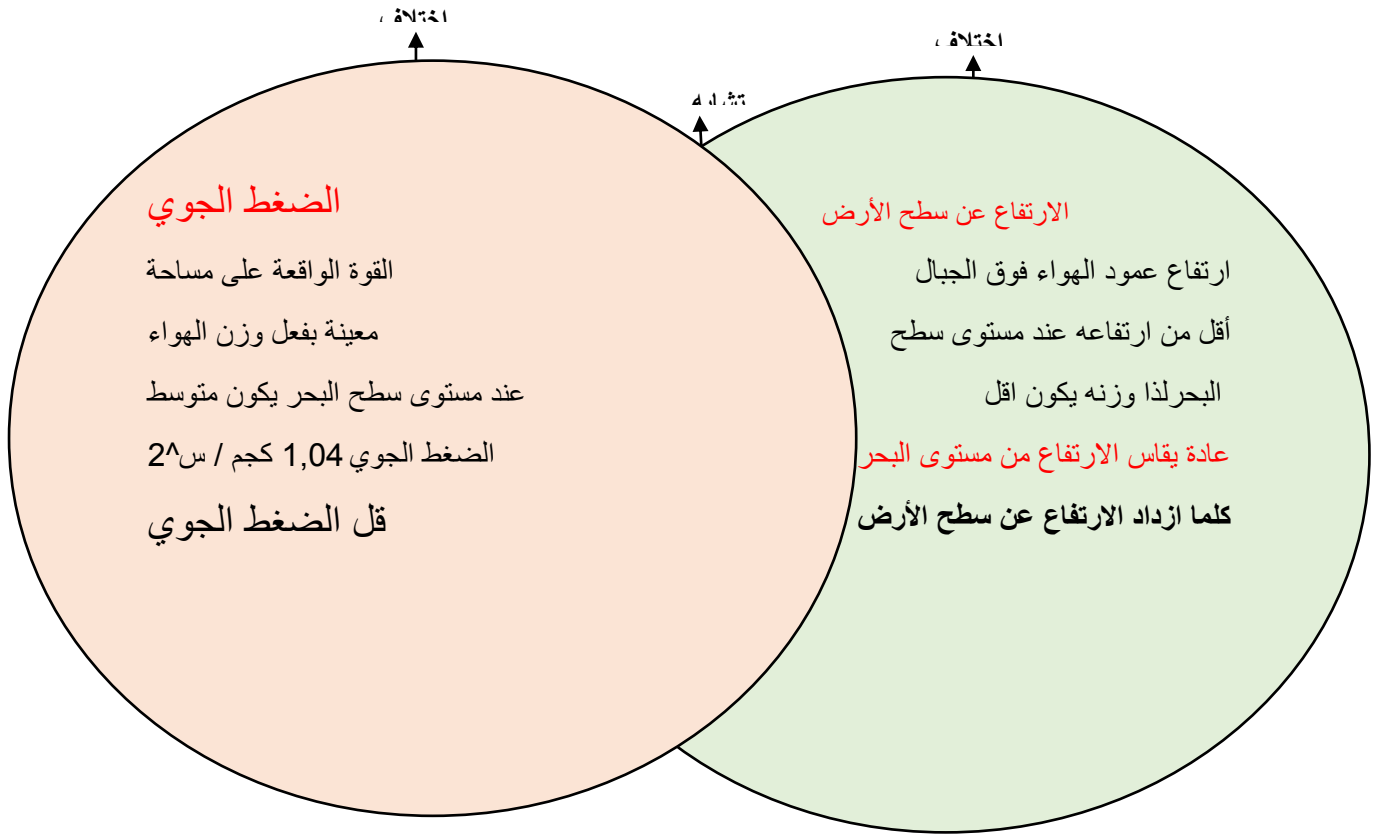 اختلاف
اختلاف
تشابه
الارتفاع عن سطح الأرض
ارتفاع عمود الهواء فوق الجبال
أقل من ارتفاعه عند مستوى سطح
البحرلذا وزنه يكون اقل
عادة يقاس الارتفاع من مستوى البحر
كلما ازداد الارتفاع عن سطح الأرض
الضغط الجوي
القوة الواقعة على مساحة
معينة بفعل وزن الهواء
عند مستوى سطح البحر يكون متوسط
الضغط الجوي 1,04 كجم / س^2
قل الضغط الجوي